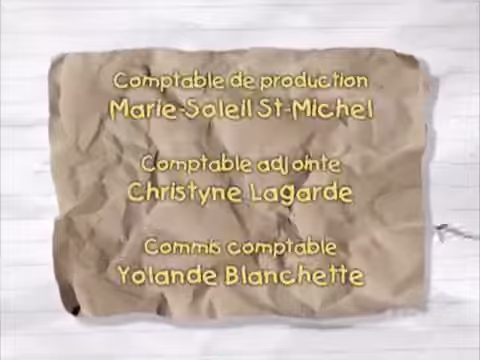 Comptable de production
Marie-Soleil St-Michel
Comptable adjointe
Christyne Lagarde
Commis comptable
Yolande Blanchette